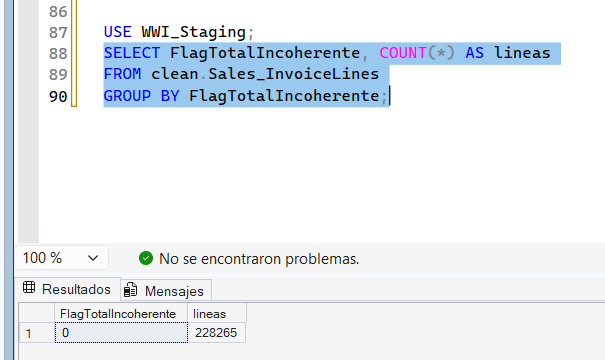 86
87 USE WWI_Staging;
88 SELECT FlagTotalIncoherente, COUNT(*) AS lineas
89 FROM clean.Sales_InvoiceLines
90 GROUP BY FlagTotalIncoherente;
100 %
No se encontraron problemas.
Resultados Mensajes
FlagTotalIncoherente lineas
1 0 228265